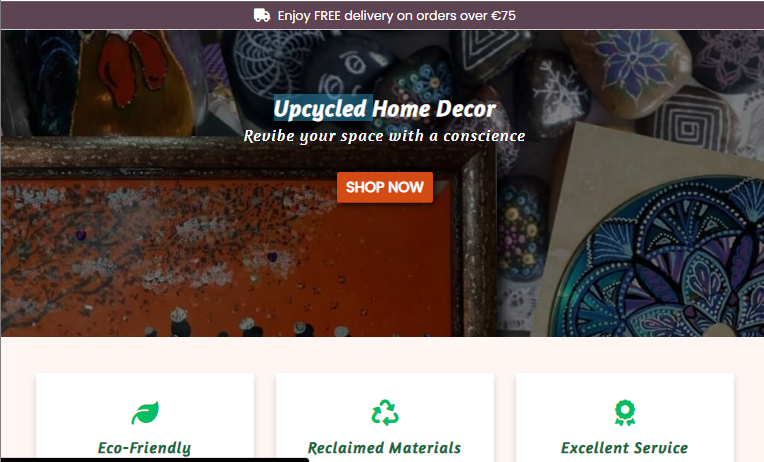 Enjoy FREE delivery on orders over €75
Upcycled Home Decor
Revibe your space with a conscience
SHOP NOW
Eco-Friendly
Reclaimed Materials
Excellent Service